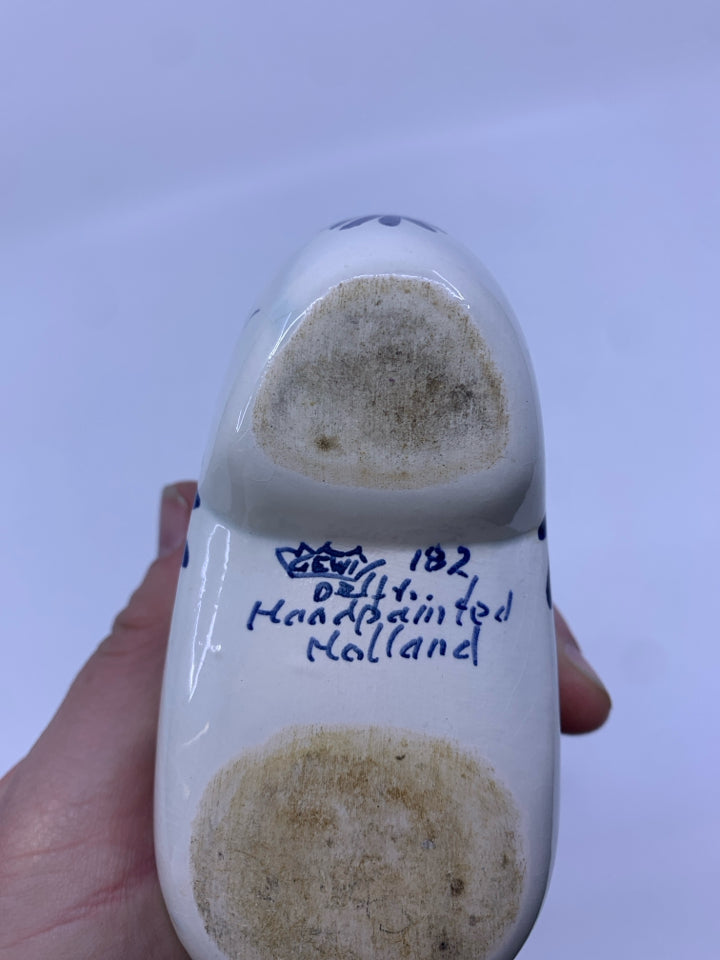 GEWI 182
Delft.
Handpainted
Holland